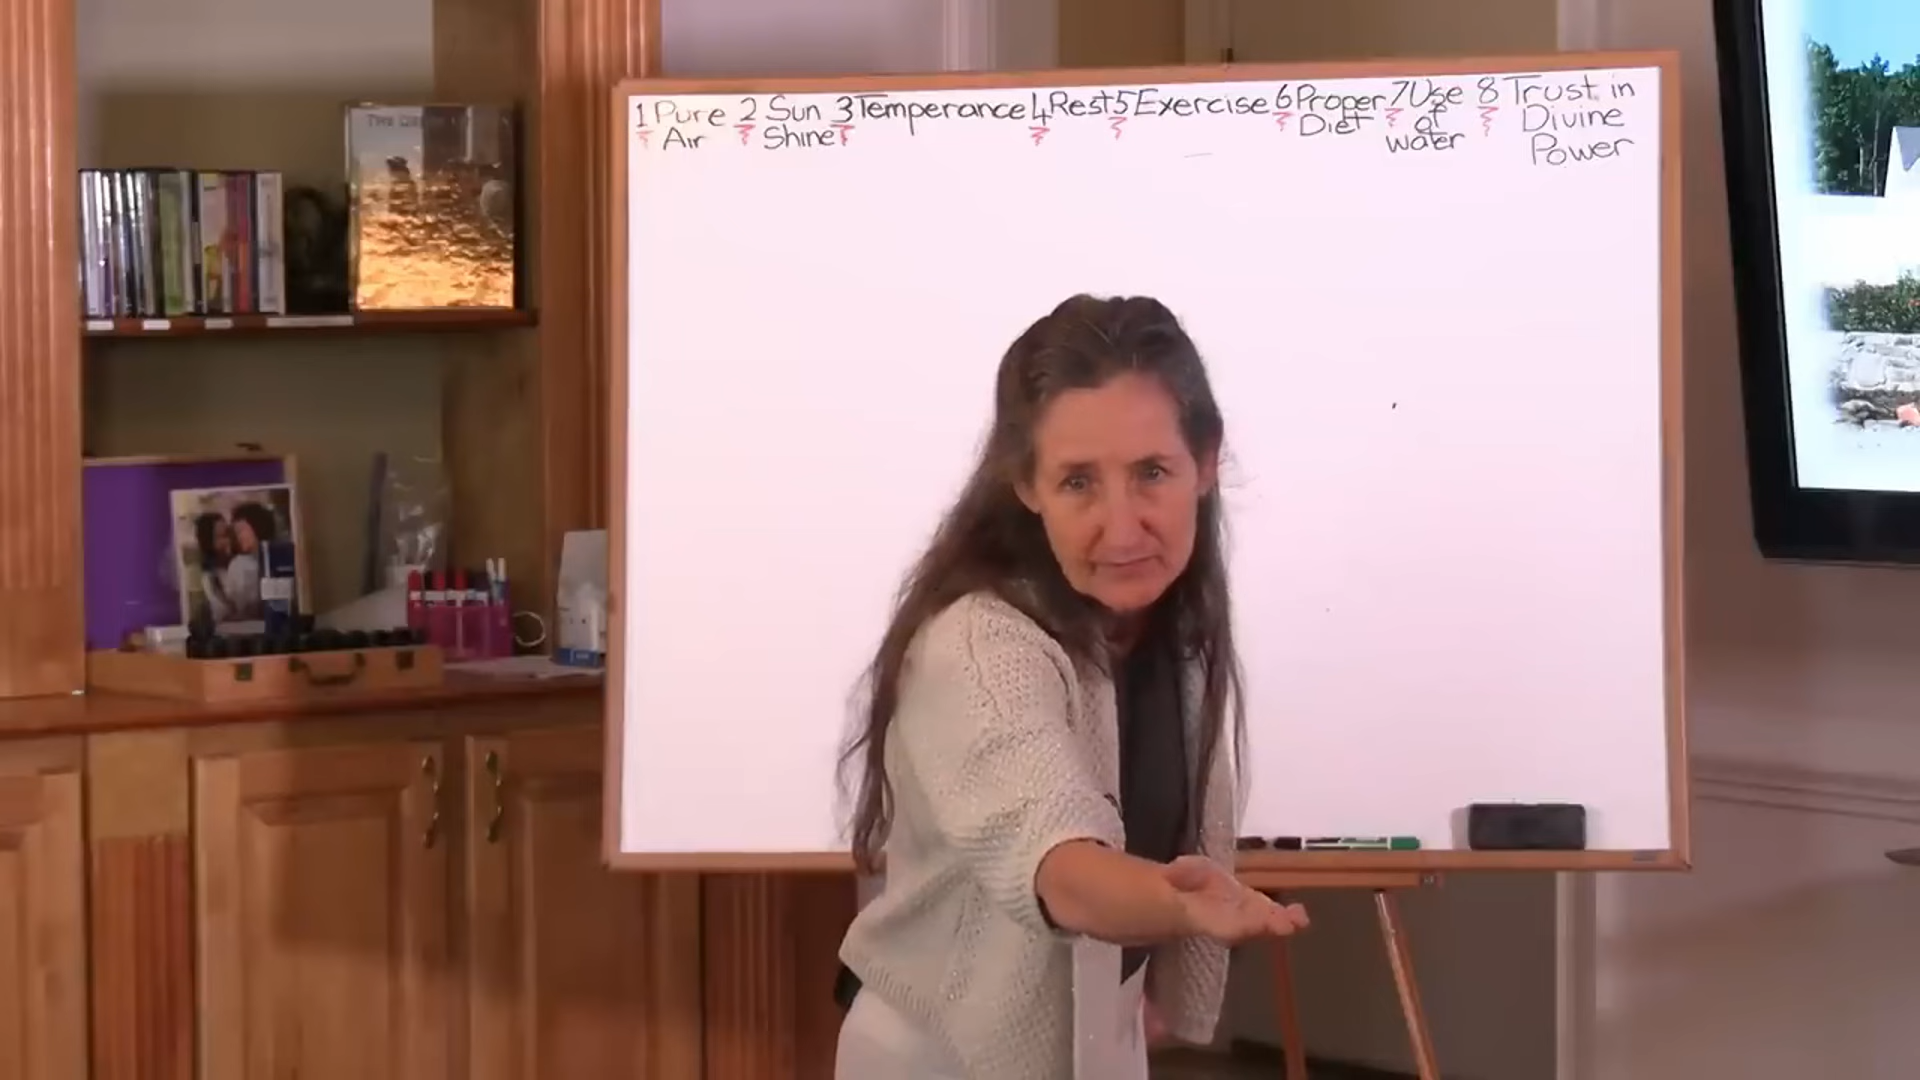 1 Pure Air
2 Sun Shine
3 Temperance
4 Rest
5 Exercise
6 Proper Diet
7 Use of water
8 Trust in Divine Power